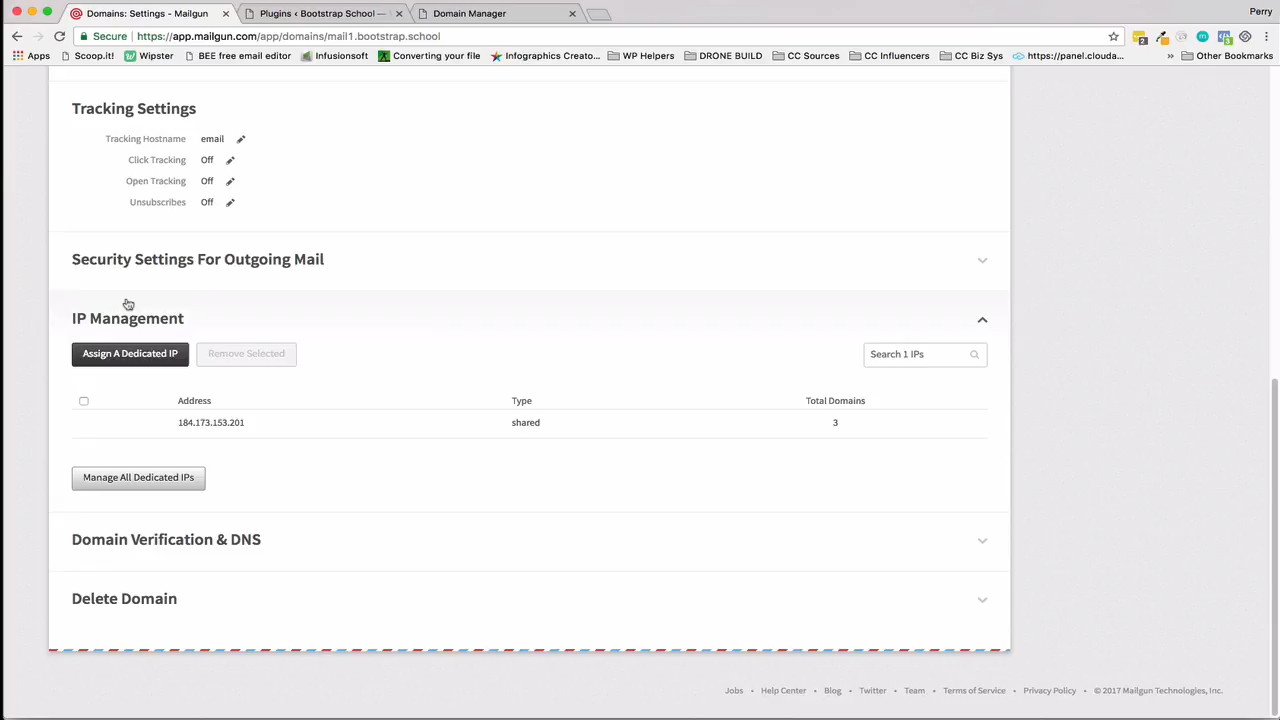 Domains: Settings - Mailgun
Plugins ‹ Bootstrap School —
Domain Manager
Perry
Secure
https://app.mailgun.com/app/domains/mail1.bootstrap.school
2
3
Apps
Scoop.it!
Wipster
BEE free email editor
Infusionsoft
Converting your file
Infographics Creato...
WP Helpers
DRONE BUILD
CC Sources
CC Influencers
CC Biz Sys
https://panel.clouda...
»
Other Bookmarks
Tracking Settings
Tracking Hostname email
Click Tracking Off
Open Tracking Off
Unsubscribes Off
Security Settings For Outgoing Mail
IP Management
Assign A Dedicated IP
Remove Selected
Search 1 IPs
Address Type Total Domains
184.173.153.201 shared 3
Manage All Dedicated IPs
Domain Verification & DNS
Delete Domain
Jobs • Help Center • Blog • Twitter • Team • Terms of Service • Privacy Policy • © 2017 Mailgun Technologies, Inc.